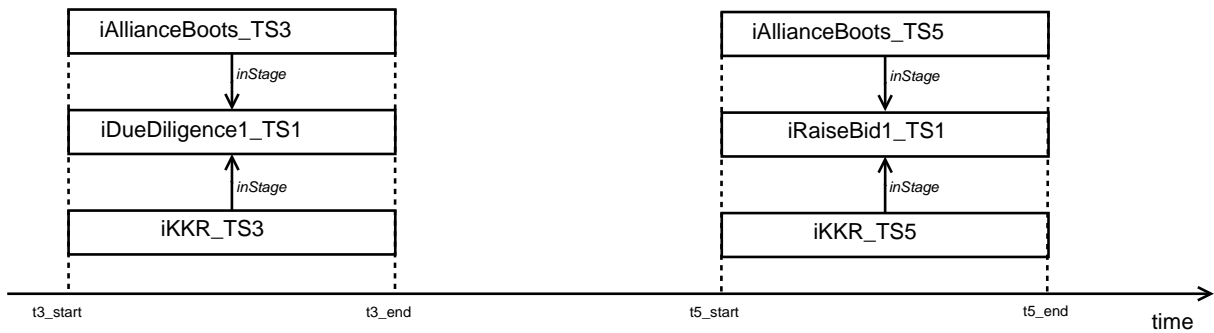 iAllianceBoots_TS3
iAllianceBoots_TS5
inStage
inStage
iDueDiligence1_TS1
iRaiseBid1_TS1
inStage
inStage
iKKR_TS3
iKKR_TS5
t3_start
t3_end
t5_start
t5_end
time